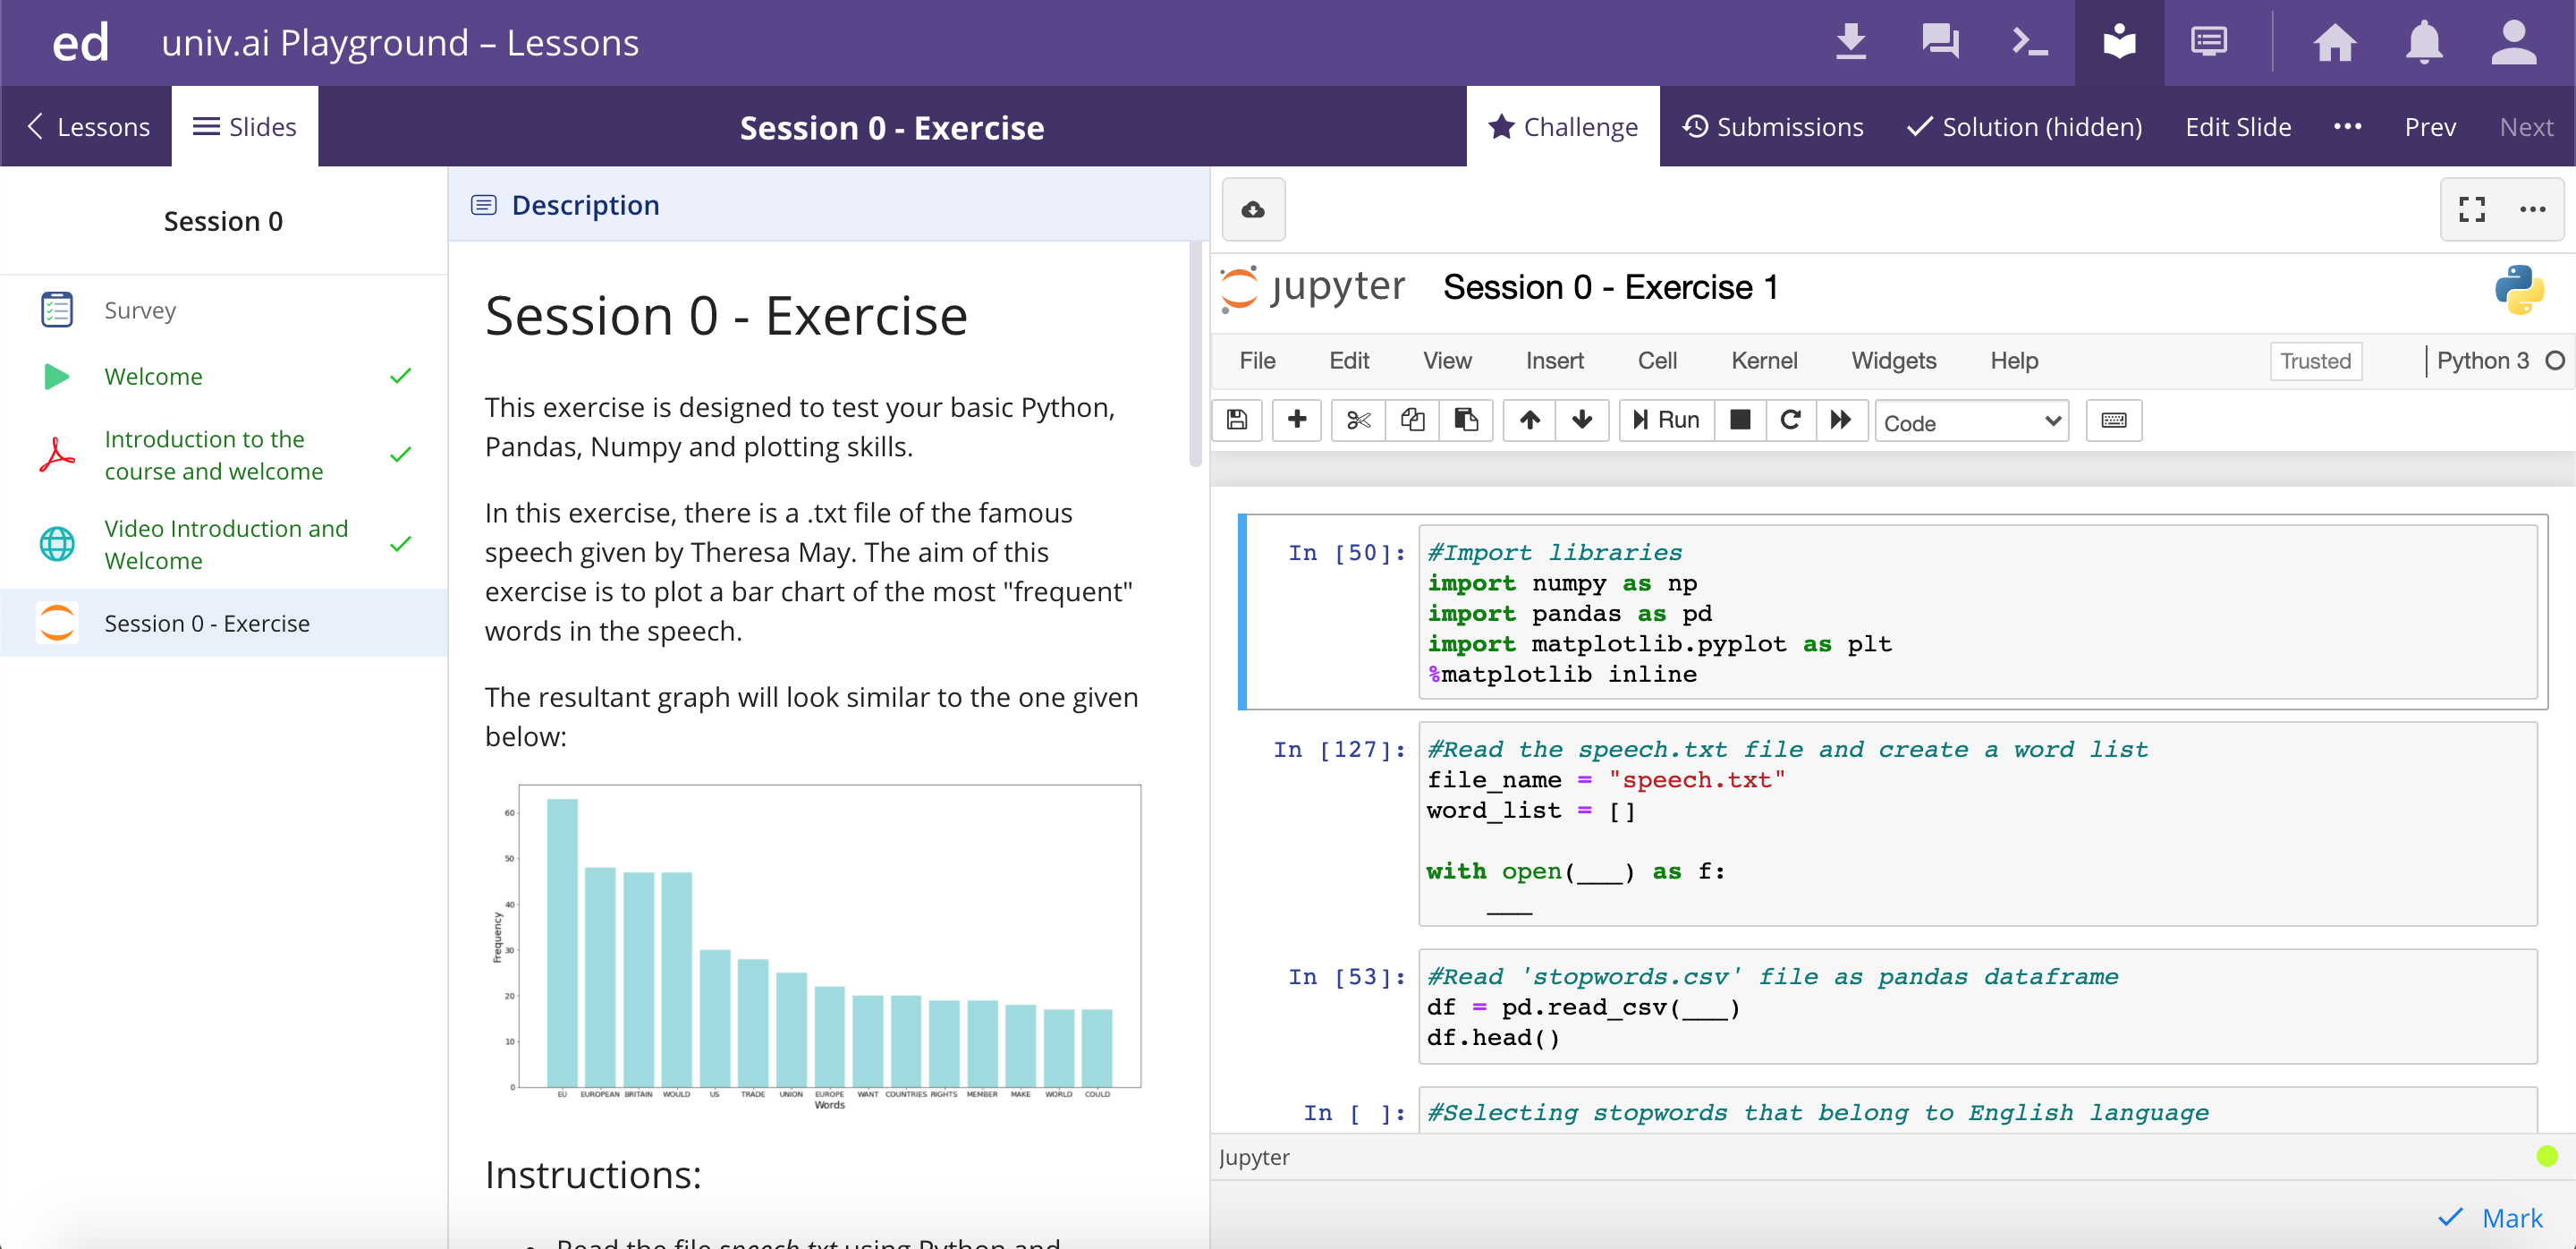 ed univ.ai Playground – Lessons
Lessons Slides Session 0 - Exercise Challenge Submissions Solution (hidden) Edit Slide ••• Prev Next
Session 0
Survey
Welcome
Introduction to the
course and welcome
Video Introduction and
Welcome
Session 0 - Exercise
Description
Session 0 - Exercise
This exercise is designed to test your basic Python,
Pandas, Numpy and plotting skills.
In this exercise, there is a .txt file of the famous
speech given by Theresa May. The aim of this
exercise is to plot a bar chart of the most "frequent"
words in the speech.
The resultant graph will look similar to the one given
below:
60
50
40
30
20
10
0
Frequency
EU EUROPEAN BRITAIN WOULD US TRADE UNION EUROPE WANT COUNTRIES RIGHTS MEMBER MAKE WORLD COULD
Words
Instructions:
• Read the file speech.txt using Python and
jupyter Session 0 - Exercise 1
File Edit View Insert Cell Kernel Widgets Help Trusted Python 3
Run Code
In [50]: #Import libraries
import numpy as np
import pandas as pd
import matplotlib.pyplot as plt
%matplotlib inline
In [127]: #Read the speech.txt file and create a word list
file_name = "speech.txt"
word_list = []
with open(___) as f:
___
In [53]: #Read 'stopwords.csv' file as pandas dataframe
df = pd.read_csv(___)
df.head()
In [ ]: #Selecting stopwords that belong to English language
Jupyter
Mark